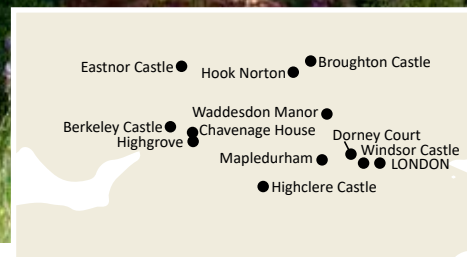 Broughton Castle
Eastnor Castle
Hook Norton
Waddesdon Manor
Berkeley Castle
Chavenage House
Highgrove
Dorney Court
Windsor Castle
Mapledurham
LONDON
Highclere Castle